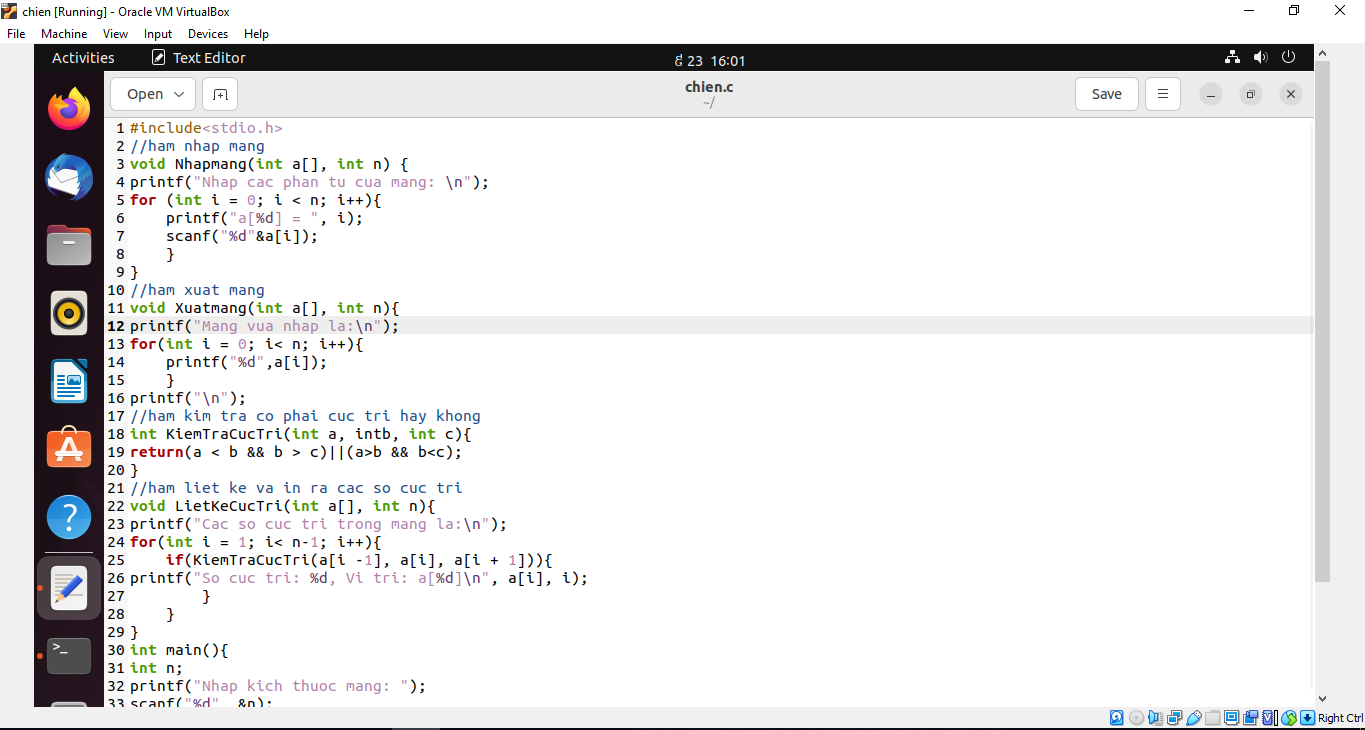 chien [Running] - Oracle VM VirtualBox
File Machine View Input Devices Help
Activities Text Editor 23 16:01
Open chien.c Save
~/
1 #include<stdio.h>
2 //ham nhap mang
3 void Nhapmang(int a[], int n) {
4 printf("Nhap cac phan tu cua mang: \n");
5 for (int i = 0; i < n; i++){
6     printf("a[%d] = ", i);
7     scanf("%d"&a[i]);
8     }
9 }
10 //ham xuat mang
11 void Xuatmang(int a[], int n){
12 printf("Mang vua nhap la:\n");
13 for(int i = 0; i< n; i++){
14     printf("%d",a[i]);
15     }
16 printf("\n");
17 //ham kim tra co phai cuc tri hay khong
18 int KiemTraCucTri(int a, intb, int c){
19 return(a < b && b > c)||(a>b && b<c);
20 }
21 //ham liet ke va in ra cac so cuc tri
22 void LietKeCucTri(int a[], int n){
23 printf("Cac so cuc tri trong mang la:\n");
24 for(int i = 1; i< n-1; i++){
25     if(KiemTraCucTri(a[i -1], a[i], a[i + 1])){
26 printf("So cuc tri: %d, Vi tri: a[%d]\n", a[i], i);
27         }
28     }
29 }
30 int main(){
31 int n;
32 printf("Nhap kich thuoc mang: ");
33 scanf("%d", &n);
Right Ctrl